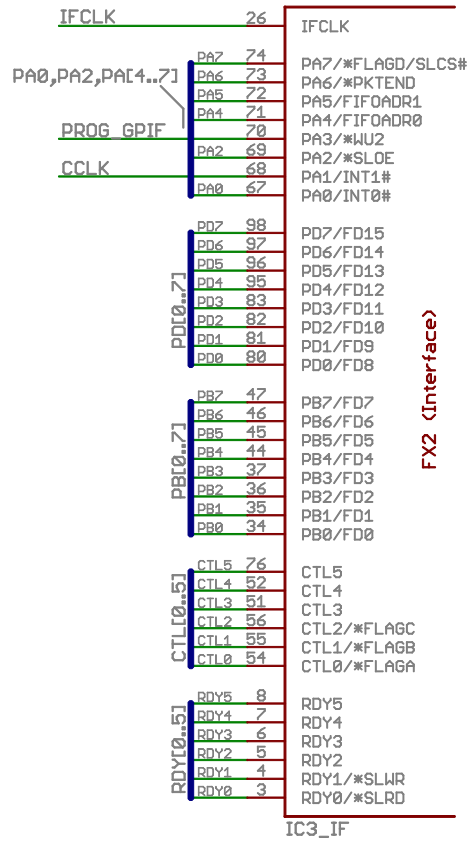 IFCLK 26 IFCLK
PA7 74 PA7/*FLAGD/SLCS#
PA0,PA2,PA[4..7] PA6 73 PA6/*PKTEND
PA5 72 PA5/FIFOADR1
PA4 71 PA4/FIFOADR0
PROG_GPIF 70 PA3/*WU2
PA2 69 PA2/*SLOE
CCLK 68 PA1/INT1#
PA0 67 PA0/INT0#
PD7 98 PD7/FD15
PD6 97 PD6/FD14
PD5 96 PD5/FD13
PD4 95 PD4/FD12
PD3 83 PD3/FD11
PD2 82 PD2/FD10
PD1 81 PD1/FD9
PD0 80 PD0/FD8
PD[0..7]
FX2 (Interface)
PB7 47 PB7/FD7
PB6 46 PB6/FD6
PB5 45 PB5/FD5
PB4 44 PB4/FD4
PB3 37 PB3/FD3
PB2 36 PB2/FD2
PB1 35 PB1/FD1
PB0 34 PB0/FD0
PB[0..7]
CTL5 76 CTL5
CTL4 52 CTL4
CTL3 51 CTL3
CTL2 56 CTL2/*FLAGC
CTL1 55 CTL1/*FLAGB
CTL0 54 CTL0/*FLAGA
CTL[0..5]
RDY5 8 RDY5
RDY4 7 RDY4
RDY3 6 RDY3
RDY2 5 RDY2
RDY1 4 RDY1/*SLWR
RDY0 3 RDY0/*SLRD
RDY[0..5]
IC3_IF